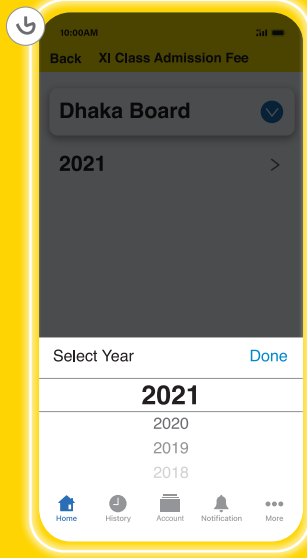 ৬
10:00AM
Back XI Class Admission Fee
Dhaka Board
2021
Select Year Done
2021
2020
2019
2018
Home History Account Notification More